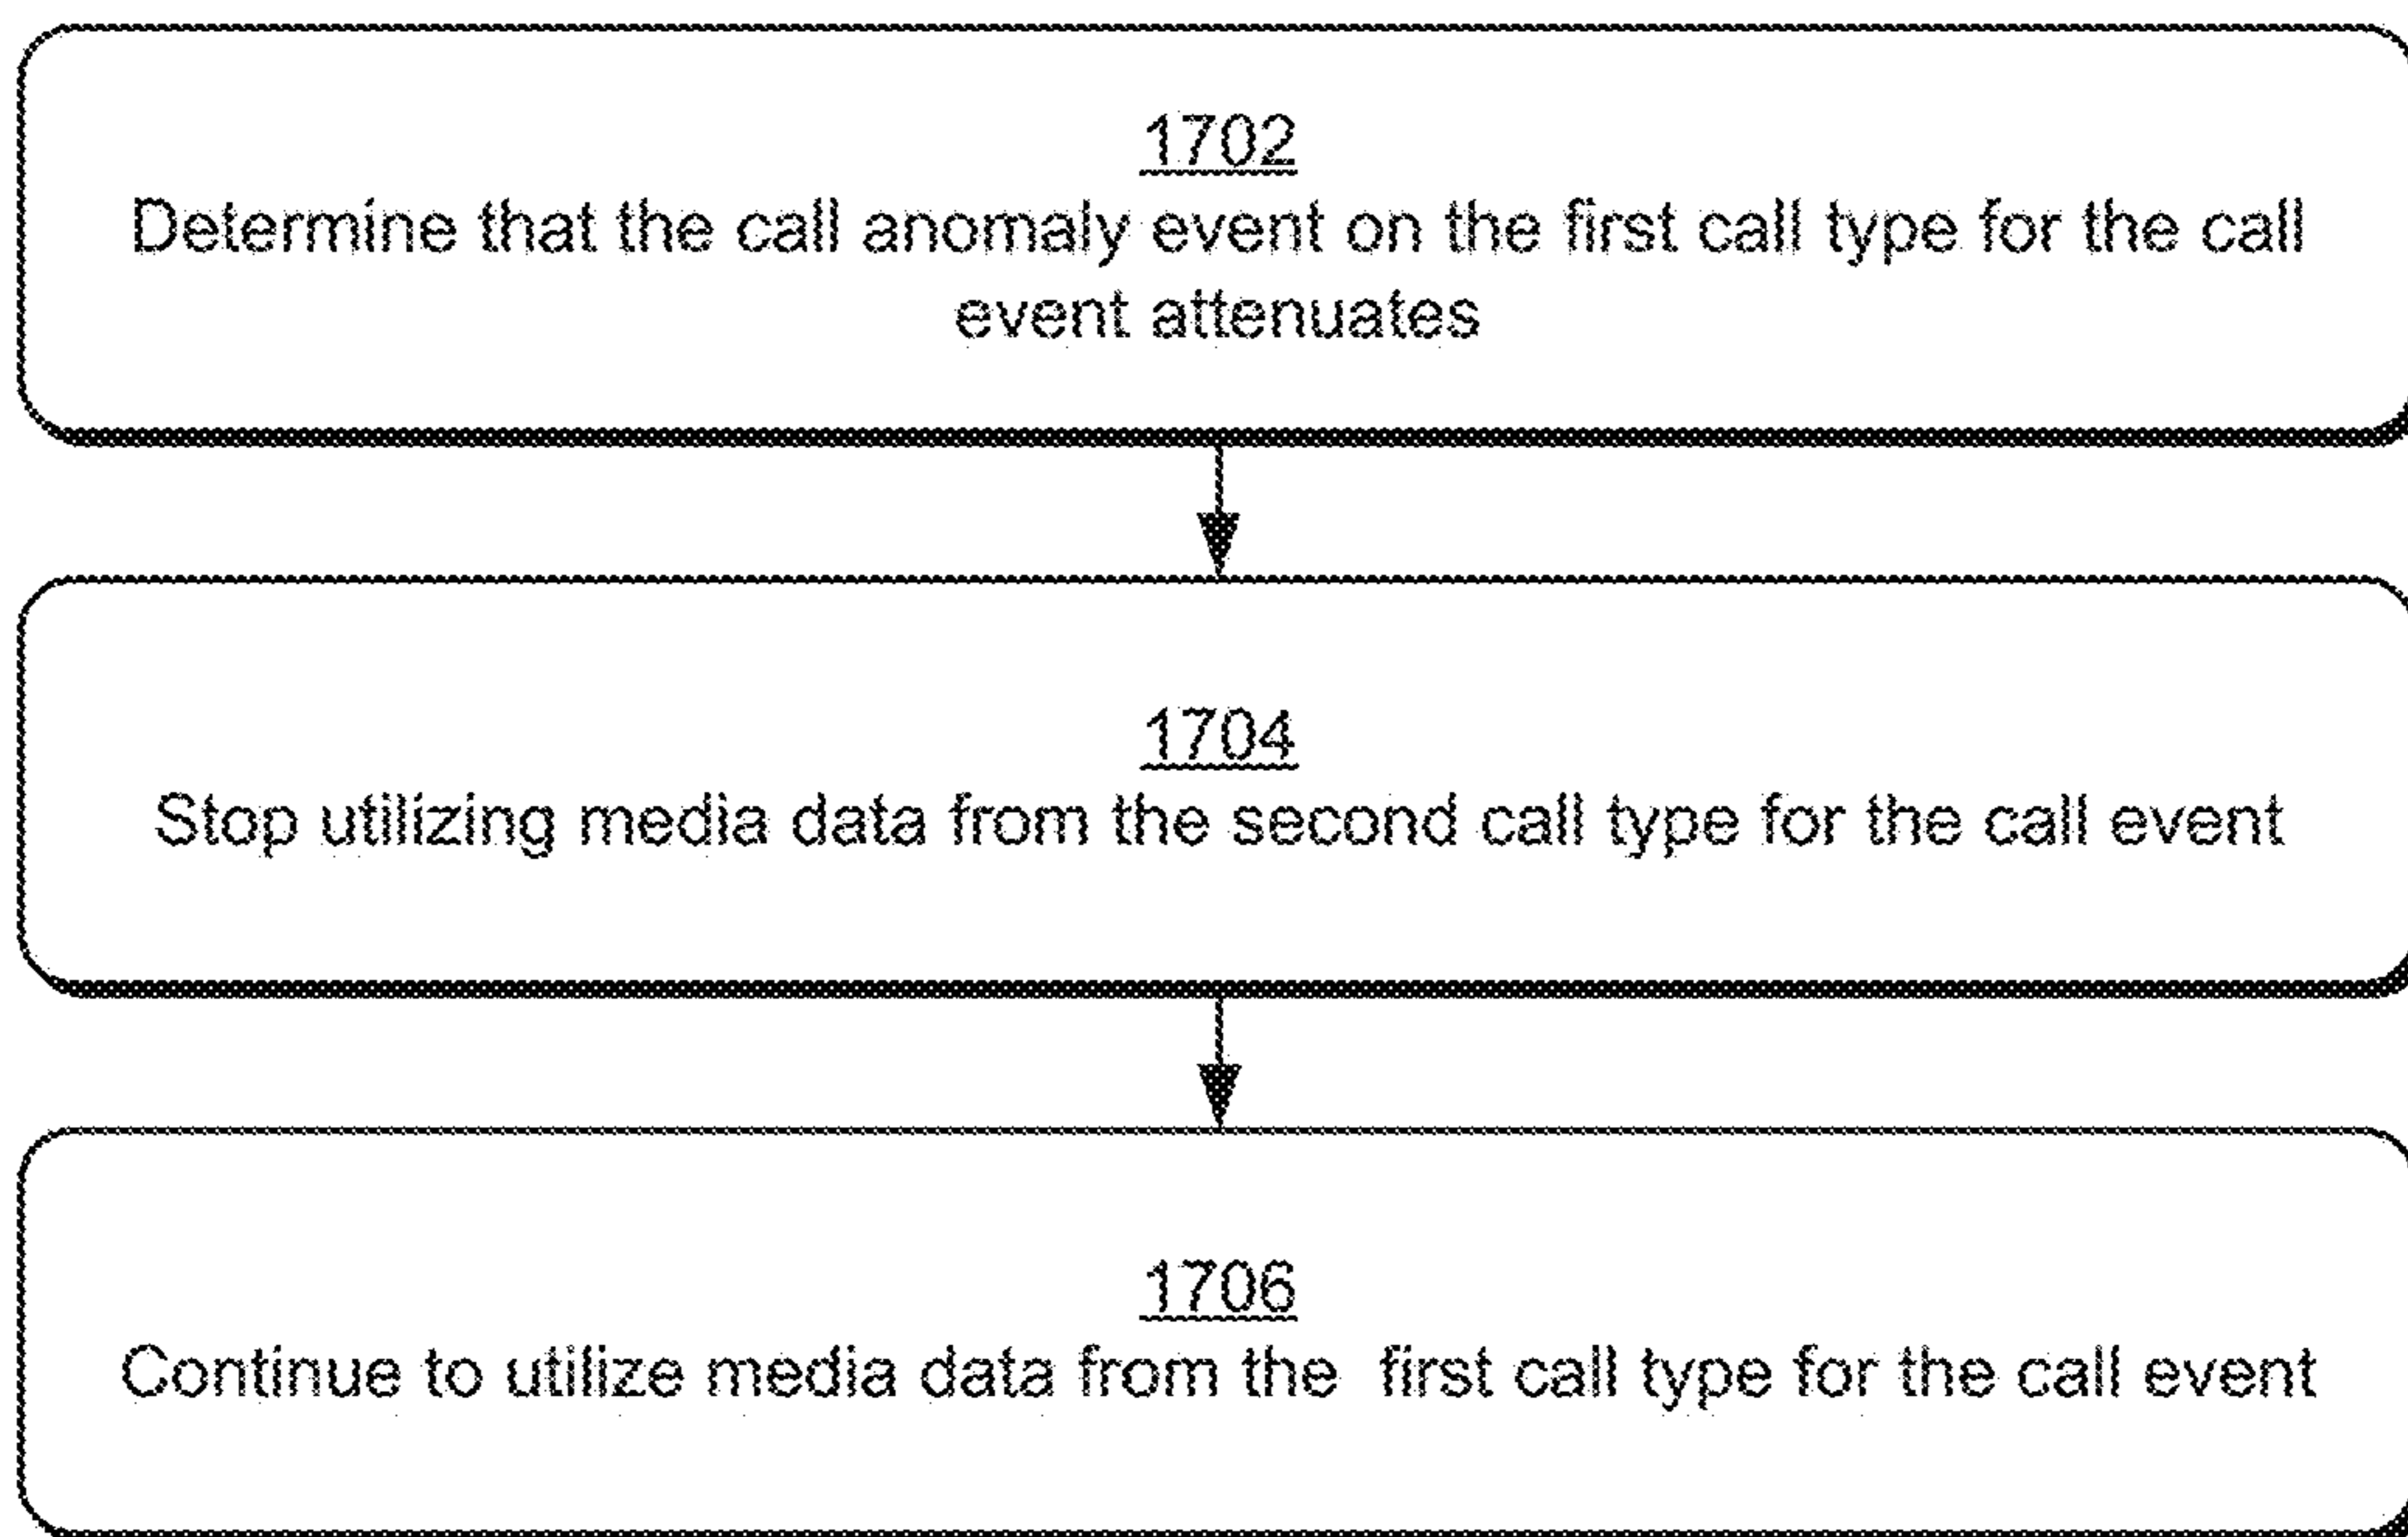 1702
Determine that the call anomaly event on the first call type for the call
event attenuates
1704
Stop utilizing media data from the second call type for the call event
1706
Continue to utilize media data from the first call type for the call event